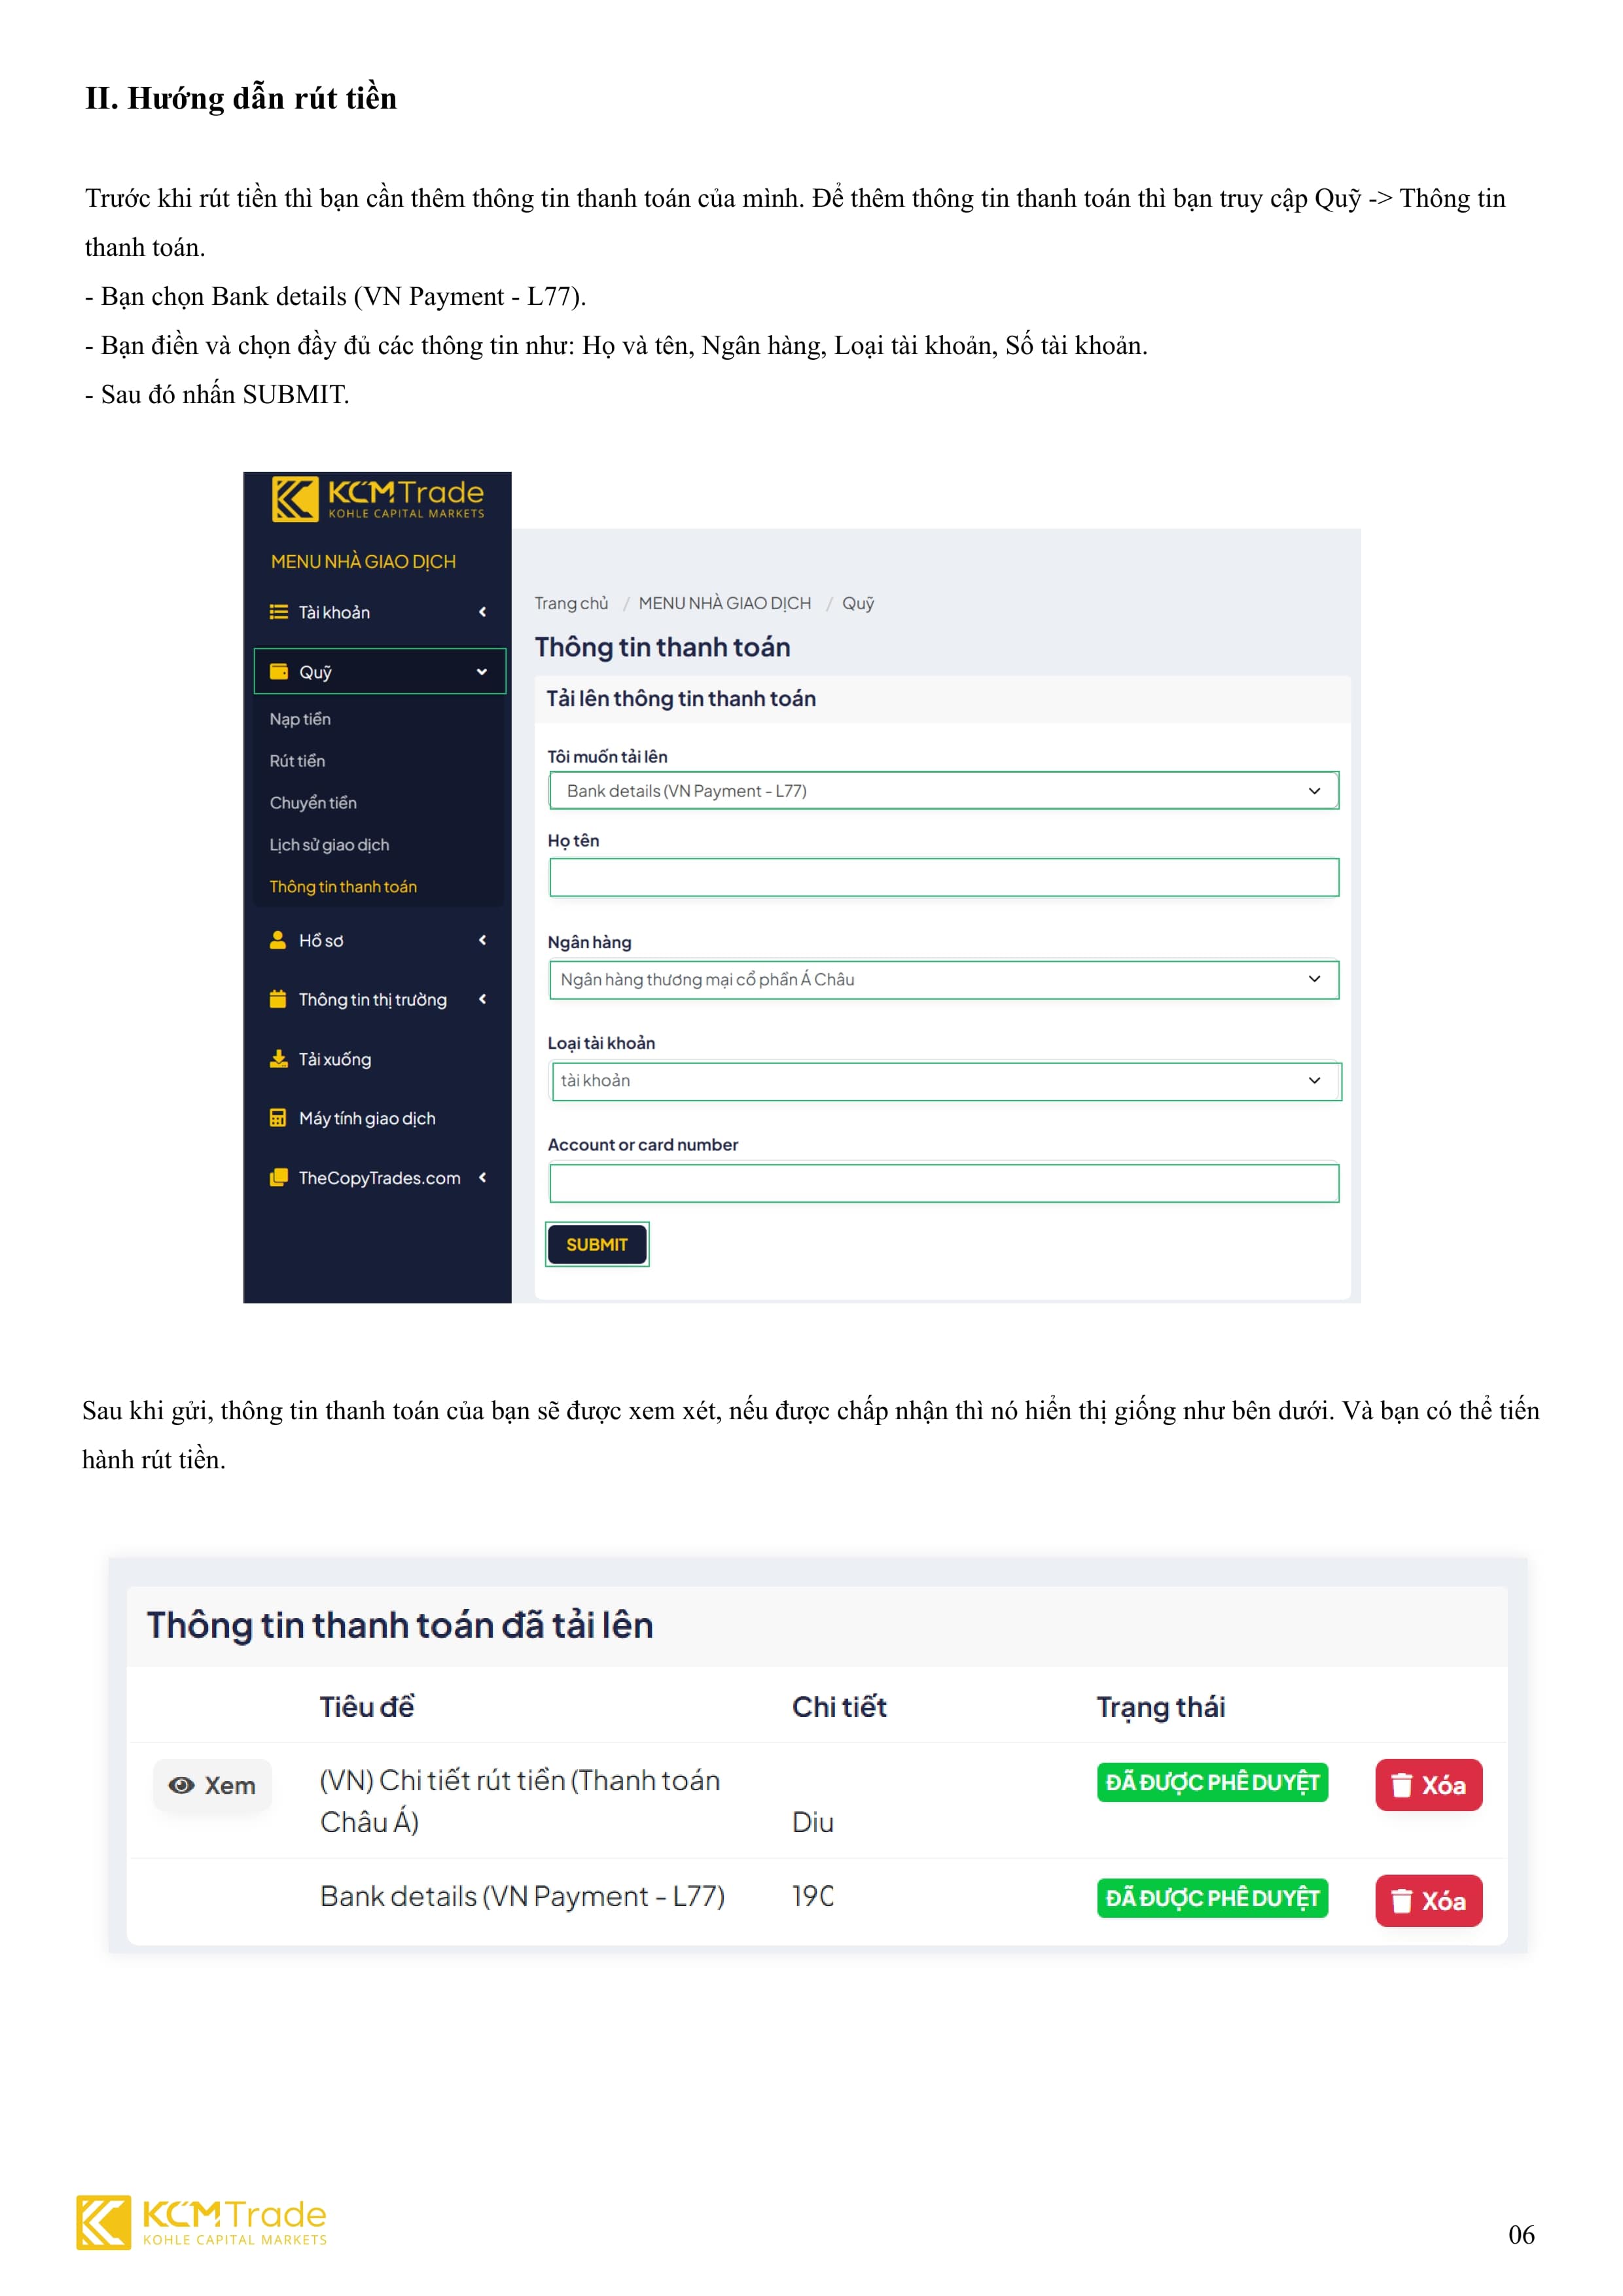 II. Hướng dẫn rút tiền
Trước khi rút tiền thì bạn cần thêm thông tin thanh toán của mình. Để thêm thông tin thanh toán thì bạn truy cập Quỹ -> Thông tin
thanh toán.
- Bạn chọn Bank details (VN Payment - L77).
- Bạn điền và chọn đầy đủ các thông tin như: Họ và tên, Ngân hàng, Loại tài khoản, Số tài khoản.
- Sau đó nhấn SUBMIT.
KCMTrade
KOHLE CAPITAL MARKETS
MENU NHÀ GIAO DỊCH
Tài khoản
Quỹ
Nạp tiền
Rút tiền
Chuyển tiền
Lịch sử giao dịch
Thông tin thanh toán
Hồ sơ
Thông tin thị trường
Tải xuống
Máy tính giao dịch
TheCopyTrades.com
Trang chủ / MENU NHÀ GIAO DỊCH / Quỹ
Thông tin thanh toán
Tải lên thông tin thanh toán
Tôi muốn tải lên
Bank details (VN Payment - L77)
Họ tên
Ngân hàng
Ngân hàng thương mại cổ phần Á Châu
Loại tài khoản
tài khoản
Account or card number
SUBMIT
Sau khi gửi, thông tin thanh toán của bạn sẽ được xem xét, nếu được chấp nhận thì nó hiển thị giống như bên dưới. Và bạn có thể tiến
hành rút tiền.
Thông tin thanh toán đã tải lên
Tiêu đề Chi tiết Trạng thái
Xem (VN) Chi tiết rút tiền (Thanh toán ĐÃ ĐƯỢC PHÊ DUYỆT Xóa
Châu Á) Diu
Bank details (VN Payment - L77) 190 ĐÃ ĐƯỢC PHÊ DUYỆT Xóa
KCMTrade
KOHLE CAPITAL MARKETS
06